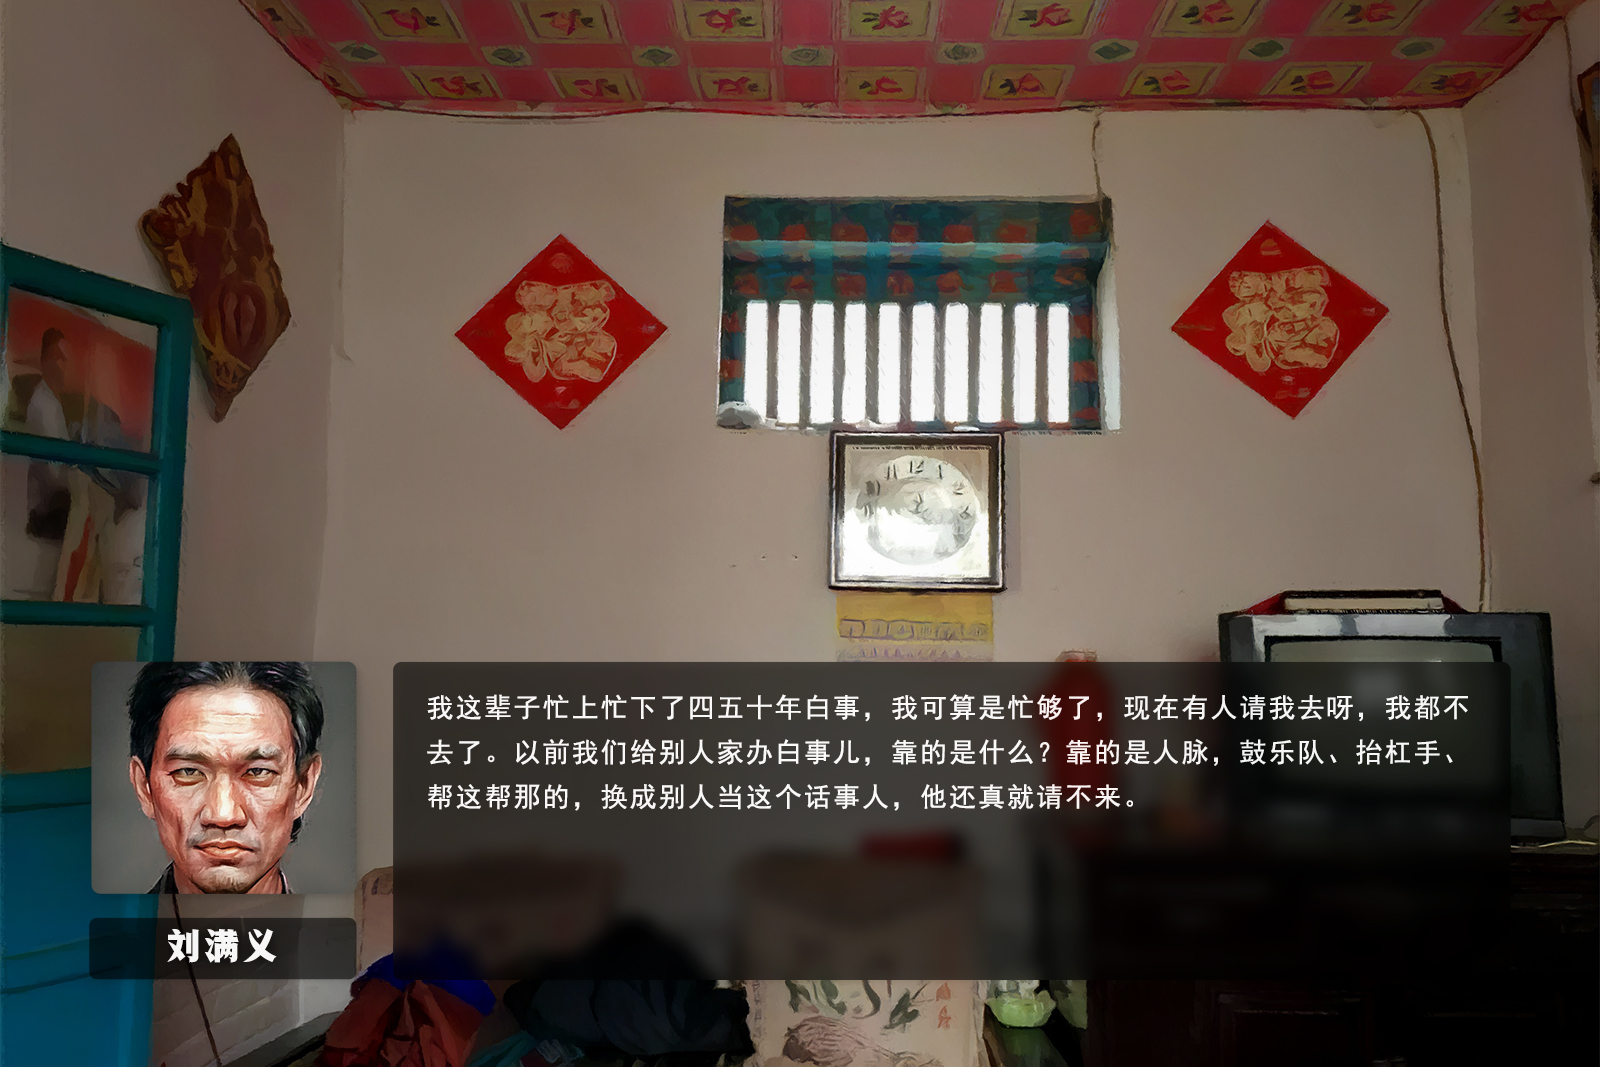 福
福
我这辈子忙上忙下了四五十年白事，我可算是忙够了，现在有人请我去呀，我都不
去了。以前我们给别人家办白事儿，靠的是什么？靠的是人脉，鼓乐队、抬杠手、
帮这帮那的，换成别人当这个话事人，他还真就请不来。
刘满义